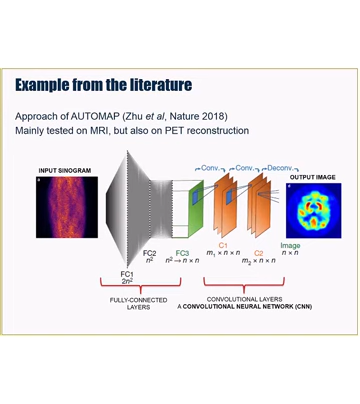 Example from the literature
Approach of AUTOMAP (Zhu et al, Nature 2018)
Mainly tested on MRI, but also on PET reconstruction
INPUT SINOGRAM
Conv. Conv. Deconv.
OUTPUT IMAGE
a
FC2
n²
FC3
n² → n × n
C1
m₁ × n × n
C2
m₂ × n × n
Image
n × n
FC1
2n²
FULLY-CONNECTED
LAYERS
CONVOLUTIONAL LAYERS
A CONVOLUTIONAL NEURAL NETWORK (CNN)